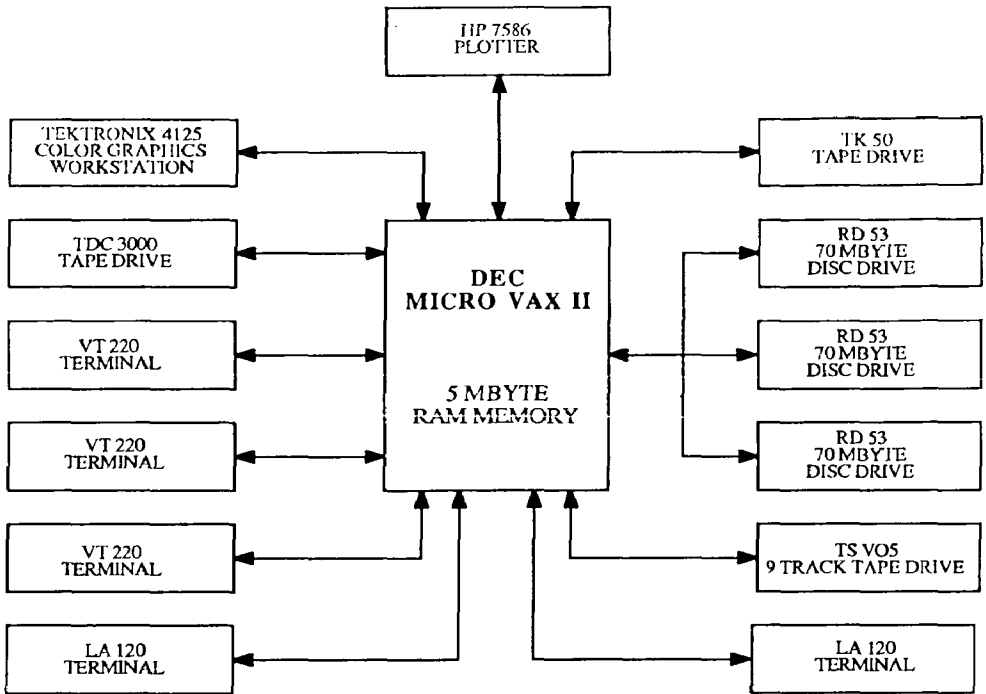 HP 7586
PLOTTER
TEKTRONIX 4125
COLOR GRAPHICS
WORKSTATION
TK 50
TAPE DRIVE
TDC 3000
TAPE DRIVE
RD 53
70 MBYTE
DISC DRIVE
DEC
MICRO VAX II
5 MBYTE
RAM MEMORY
VT 220
TERMINAL
RD 53
70 MBYTE
DISC DRIVE
VT 220
TERMINAL
RD 53
70 MBYTE
DISC DRIVE
VT 220
TERMINAL
TS VO5
9 TRACK TAPE DRIVE
LA 120
TERMINAL
LA 120
TERMINAL